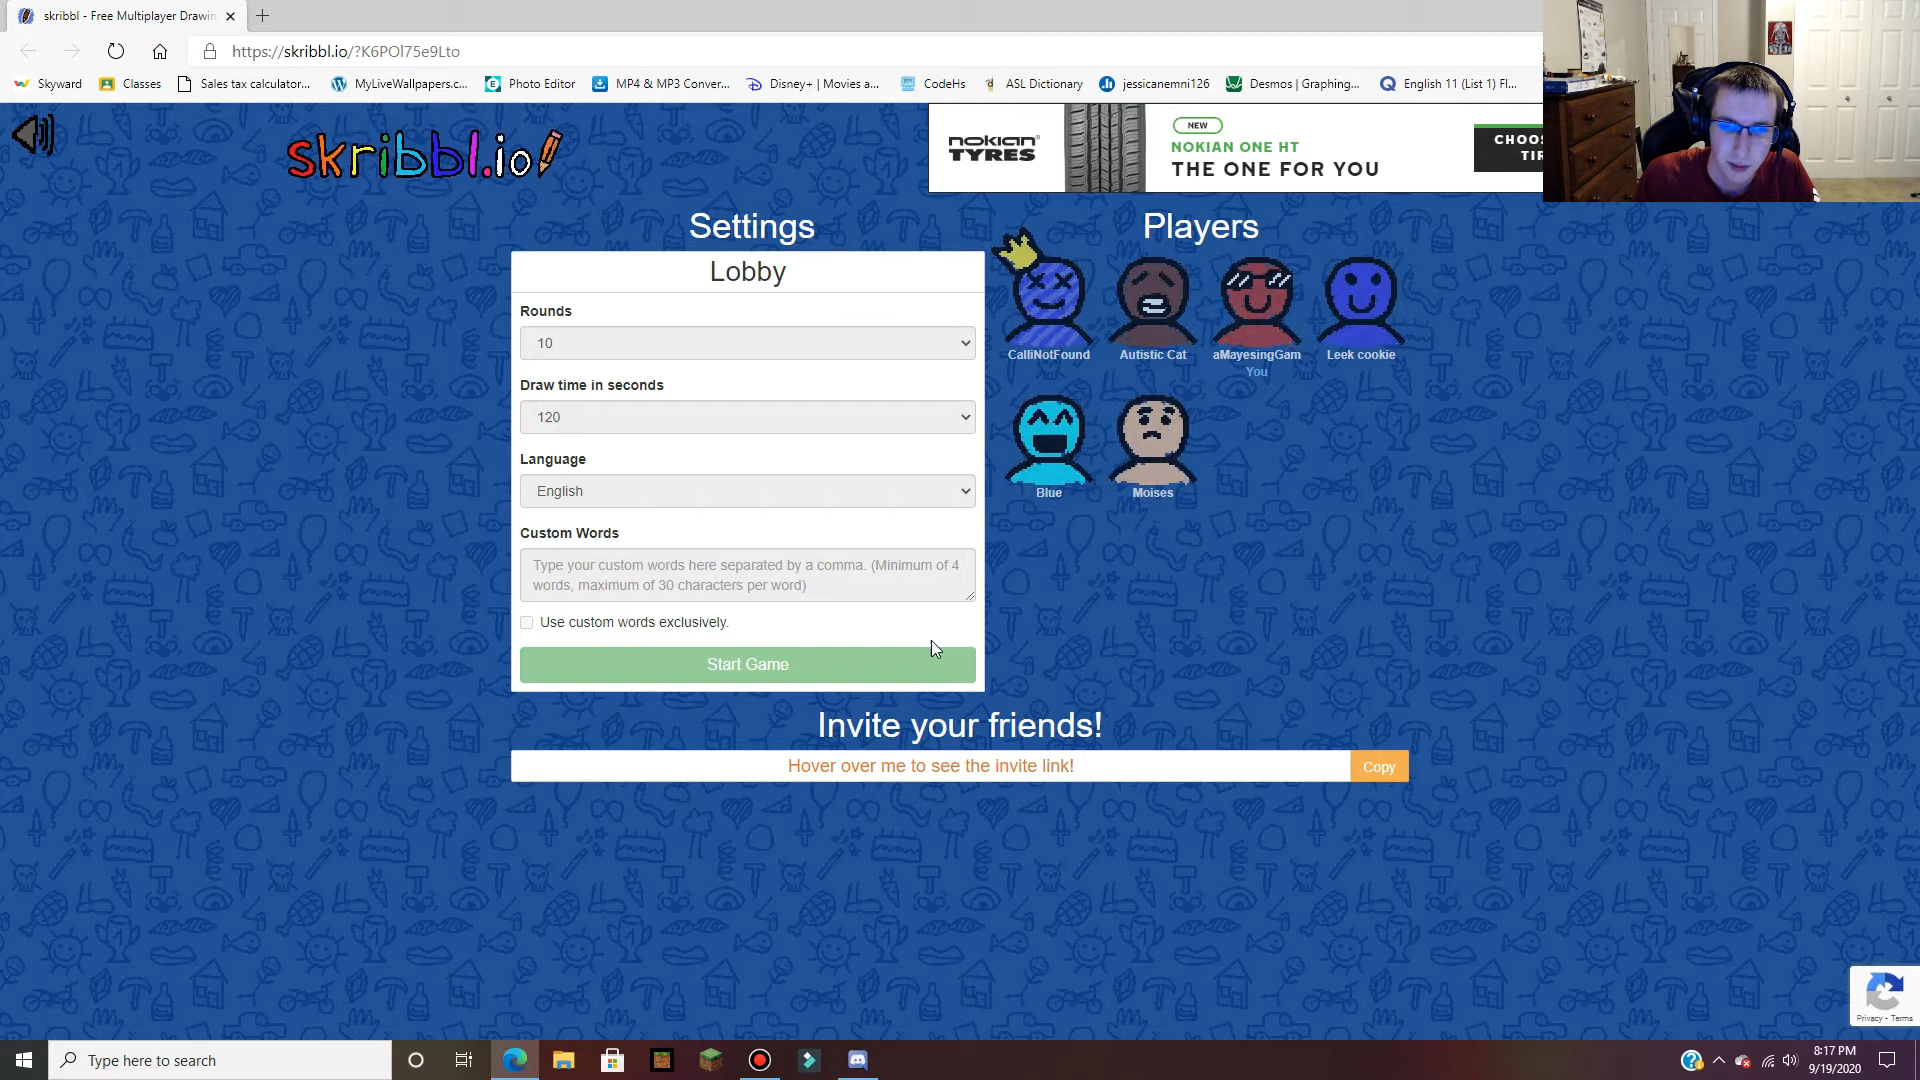 skribbl - Free Multiplayer Drawin
https://skribbl.io/?K6POl75e9Lto
Skyward
Classes
Sales tax calculator...
MyLiveWallpapers.c...
Photo Editor
MP4 & MP3 Conver...
Disney+ | Movies a...
CodeHs
ASL Dictionary
jessicanemni126
Desmos | Graphing...
English 11 (List 1) Fl...
skribbl.io
nokian
TYRES
NEW
NOKIAN ONE HT
THE ONE FOR YOU
CHOOS
TIR
Settings
Players
Lobby
Rounds
10
CalliNotFound
Autistic Cat
aMayesingGam
Leek cookie
You
Draw time in seconds
120
Language
English
Blue
Moises
Custom Words
Type your custom words here separated by a comma. (Minimum of 4
words, maximum of 30 characters per word)
Use custom words exclusively.
Start Game
Invite your friends!
Hover over me to see the invite link!
Copy
Privacy - Terms
Type here to search
8:17 PM
9/19/2020